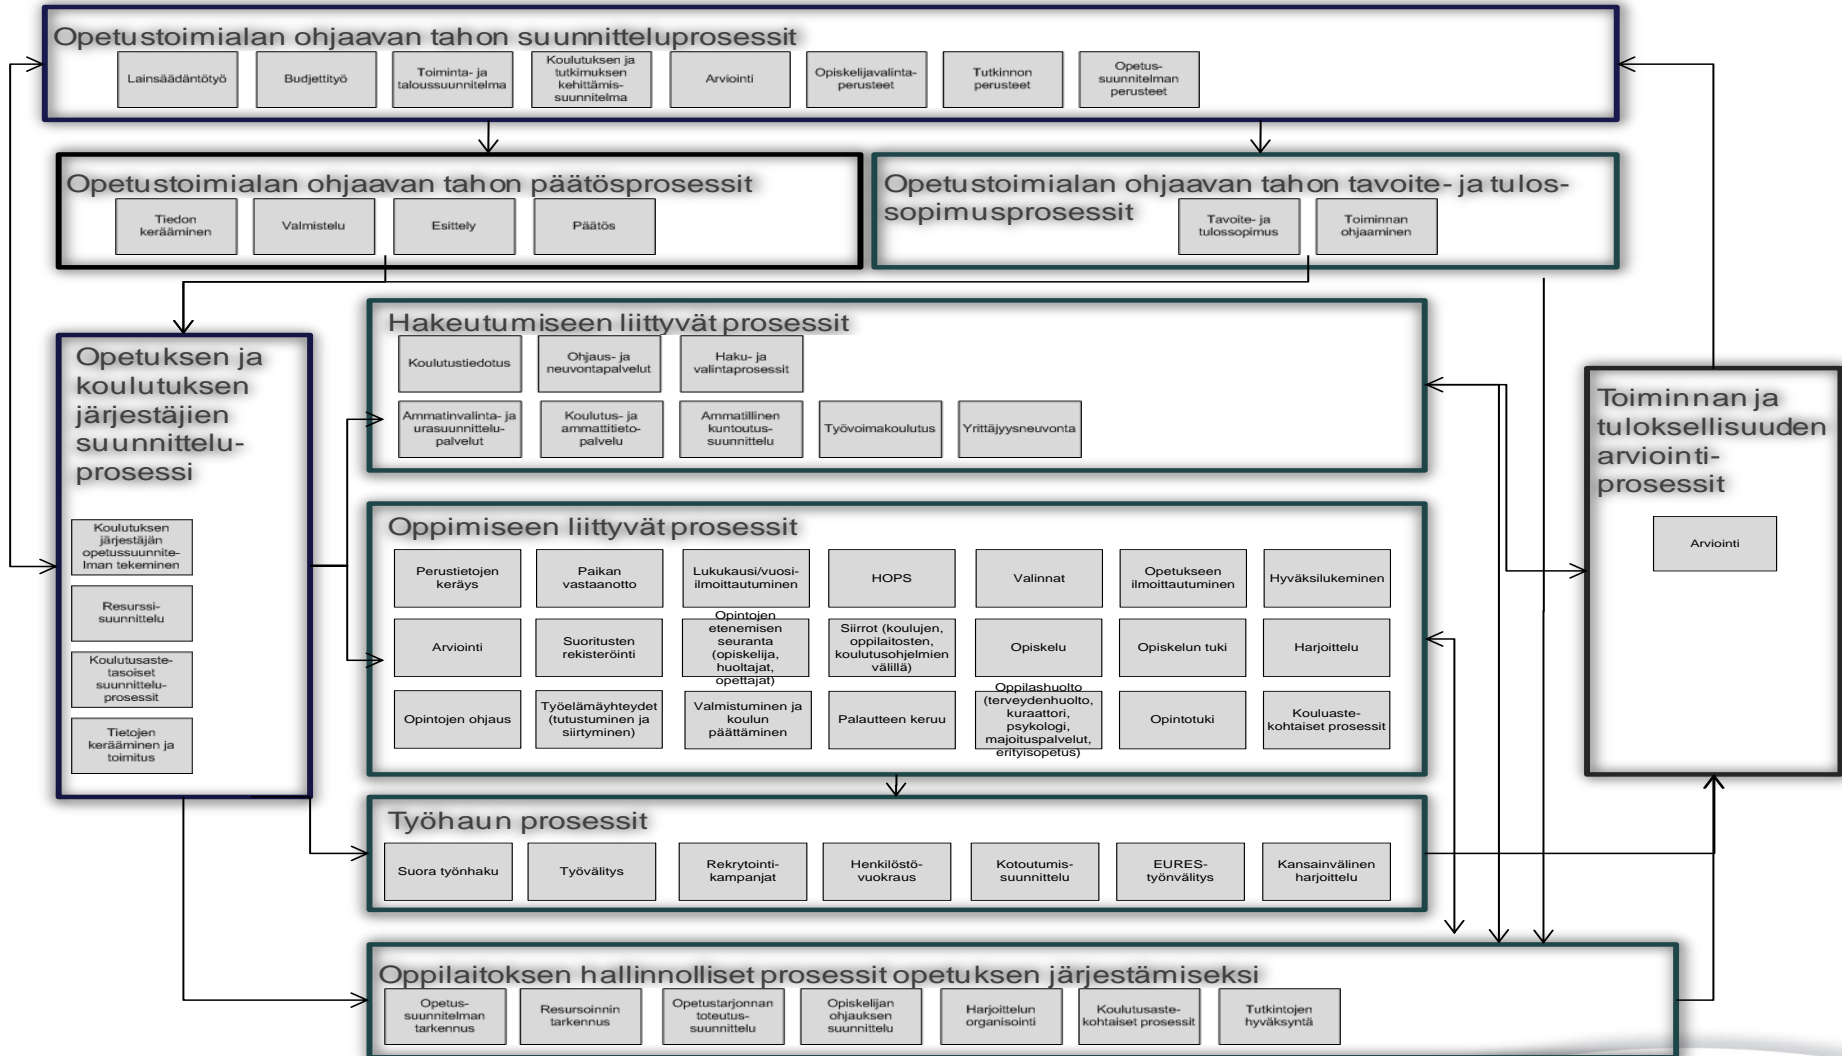 Opetustoimialan ohjaavan tahon suunnitteluprosessit
Lainsäädäntötyö
Budjettityö
Toiminta- ja
taloussuunnitelma
Koulutuksen ja
tutkimuksen
kehittämis-
suunnitelma
Arviointi
Opiskelijavalinta-
perusteet
Tutkinnon
perusteet
Opetus-
suunnitelman
perusteet
Opetustoimialan ohjaavan tahon päätösprosessit
Tiedon
kerääminen
Valmistelu
Esittely
Päätös
Opetustoimialan ohjaavan tahon tavoite- ja tulos-
sopimusprosessit
Tavoite- ja
tulossopimus
Toiminnan
ohjaaminen
Opetuksen ja
koulutuksen
järjestäjien
suunnittelu-
prosessi
Koulutuksen
järjestäjän
opetussuunnite-
lman tekeminen
Resurssi-
suunnittelu
Koulutusaste-
tasoiset
suunnittelu-
prosessit
Tietojen
kerääminen ja
toimitus
Hakeutumiseen liittyvät prosessit
Koulutustiedotus
Ohjaus- ja
neuvontapalvelut
Haku- ja
valintaprosessit
Ammatinvalinta- ja
urasuunnittelu-
palvelut
Koulutus- ja
ammattitieto-
palvelu
Ammatillinen
kuntoutus-
suunnittelu
Työvoimakoulutus
Yrittäjyysneuvonta
Oppimiseen liittyvät prosessit
Perustietojen
keräys
Paikan
vastaanotto
Lukukausi/vuosi-
ilmoittautuminen
HOPS
Valinnat
Opetukseen
ilmoittautuminen
Hyväksilukeminen
Arviointi
Suoritusten
rekisteröinti
Opintojen
etenemisen
seuranta
(opiskelija,
huoltajat,
opettajat)
Siirrot (koulujen,
oppilaitosten,
koulutusohjelmien
välillä)
Opiskelu
Opiskelun tuki
Harjoittelu
Opintojen ohjaus
Työelämäyhteydet
(tutustuminen ja
siirtyminen)
Valmistuminen ja
koulun
päättäminen
Palautteen keruu
Oppilashuolto
(terveydenhuolto,
kuraattori,
psykologi,
majoituspalvelut,
erityisopetus)
Opintotuki
Kouluaste-
kohtaiset prosessit
Työhaun prosessit
Suora työnhaku
Työvälitys
Rekrytointi-
kampanjat
Henkilöstö-
vuokraus
Kotoutumis-
suunnittelu
EURES-
työnvälitys
Kansainvälinen
harjoittelu
Toiminnan ja
tuloksellisuuden
arviointi-
prosessit
Arviointi
Oppilaitoksen hallinnolliset prosessit opetuksen järjestämiseksi
Opetus-
suunnitelman
tarkennus
Resursoinnin
tarkennus
Opetustarjonnan
toteutus-
suunnittelu
Opiskelijan
ohjauksen
suunnittelu
Harjoittelun
organisointi
Koulutusaste-
kohtaiset prosessit
Tutkintojen
hyväksyntä